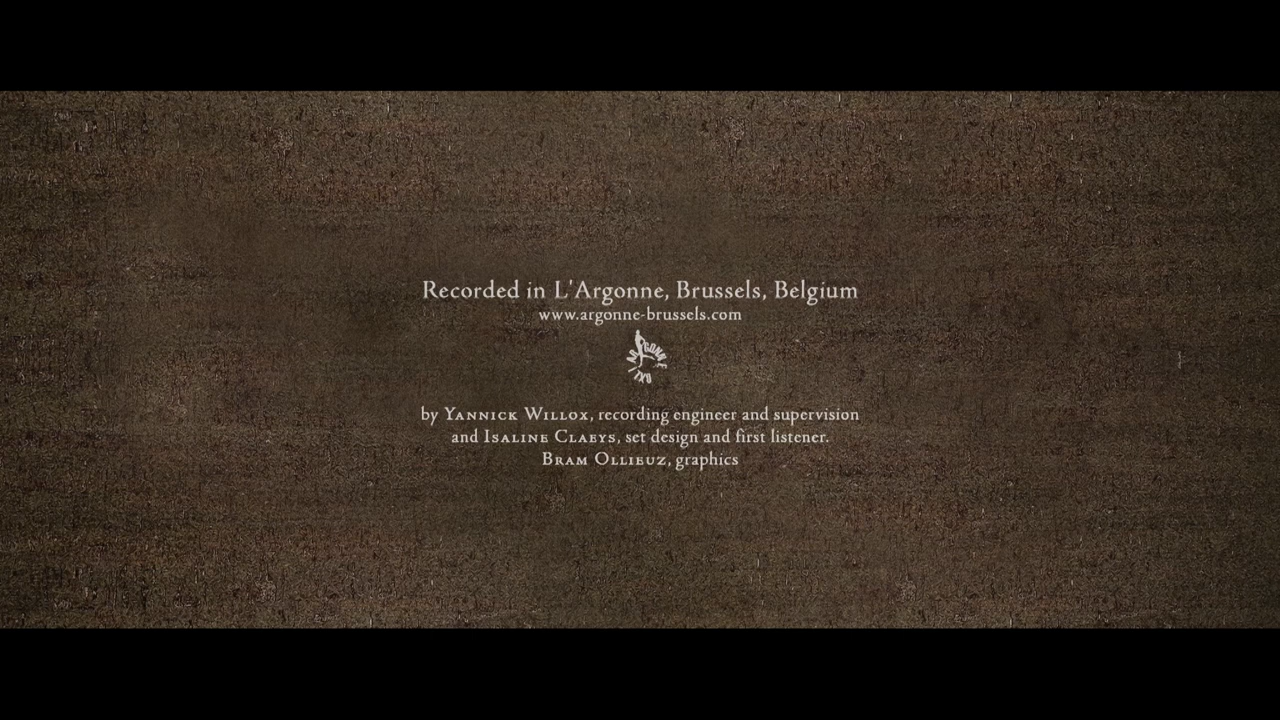 Recorded in L'Argonne, Brussels, Belgium
www.argonne-brussels.com
by Yannick Willox, recording engineer and supervision
and Isaline Claeys, set design and first listener.
Bram Ollieuz, graphics